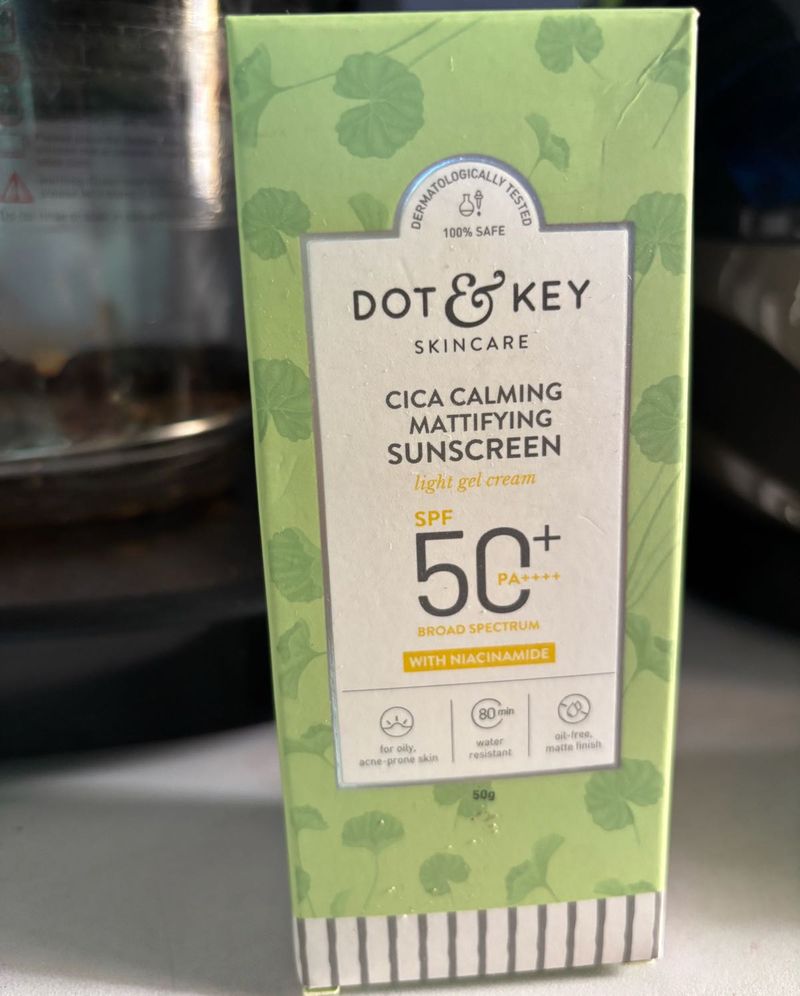 DERMATOLOGICALLY TESTED
100% SAFE
DOT & KEY
SKINCARE
CICA CALMING
MATTIFYING
SUNSCREEN
light gel cream
SPF
50+
PA++++
BROAD SPECTRUM
WITH NIACINAMIDE
for oily,
acne-prone skin
80 min
water
resistant
oil-free,
matte finish
50g